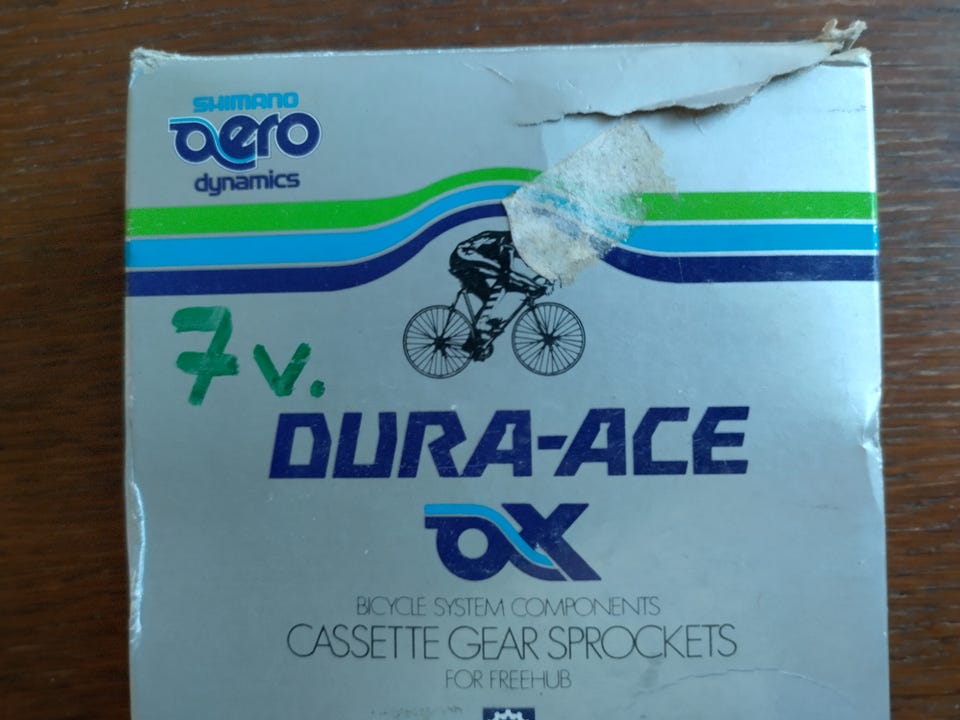 SHIMANO
aero
dynamics
7 v.
DURA-ACE
AX
BICYCLE SYSTEM COMPONENTS
CASSETTE GEAR SPROCKETS
FOR FREEHUB